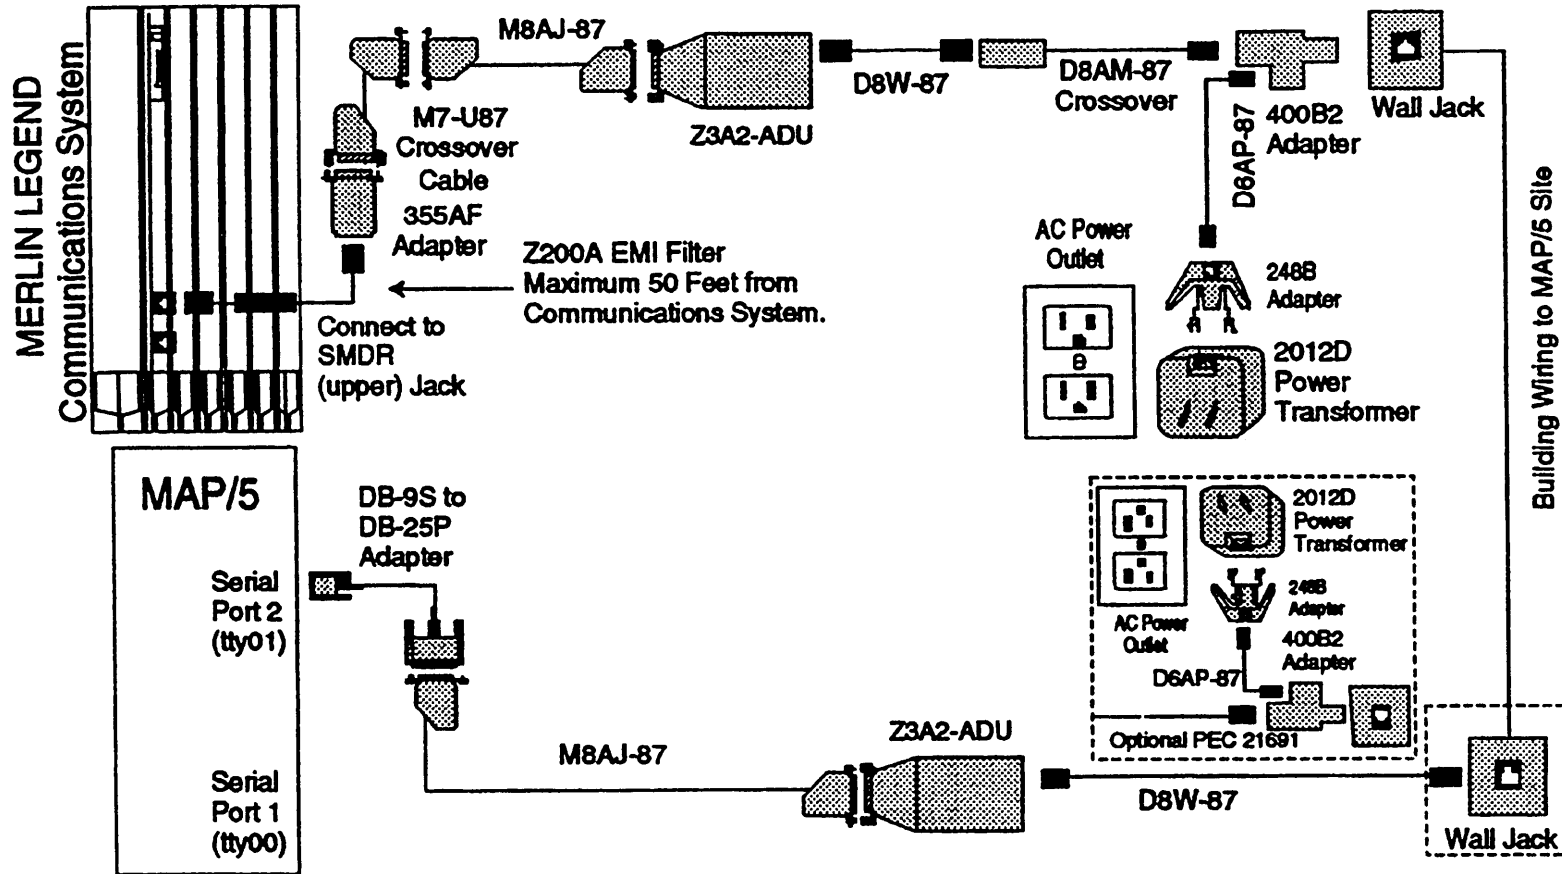 MERLIN LEGEND
Communications System
M8AJ-87
M7-U87
Crossover
Cable
355AF
Adapter
Z200A EMI Filter
Maximum 50 Feet from
Communications System.
Connect to
SMDR
(upper) Jack
Z3A2-ADU
D8W-87
D8AM-87
Crossover
D6AP-87
400B2
Adapter
Wall Jack
AC Power
Outlet
248B
Adapter
2012D
Power
Transformer
Building Wiring to MAP/5 Site
MAP/5
DB-9S to
DB-25P
Adapter
Serial
Port 2
(tty01)
Serial
Port 1
(tty00)
M8AJ-87
Z3A2-ADU
D8W-87
Wall Jack
2012D
Power
Transformer
AC Power
Outlet
248B
Adapter
400B2
Adapter
D6AP-87
Optional PEC 21691